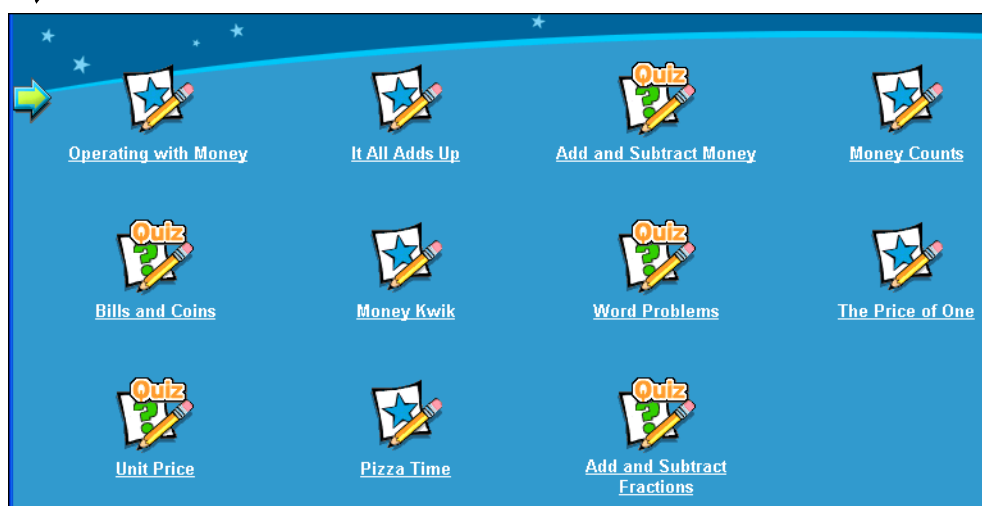 Quiz
Operating with Money
It All Adds Up
Add and Subtract Money
Money Counts
Quiz
Quiz
Bills and Coins
Money Kwik
Word Problems
The Price of One
Quiz
Quiz
Unit Price
Pizza Time
Add and Subtract
Fractions